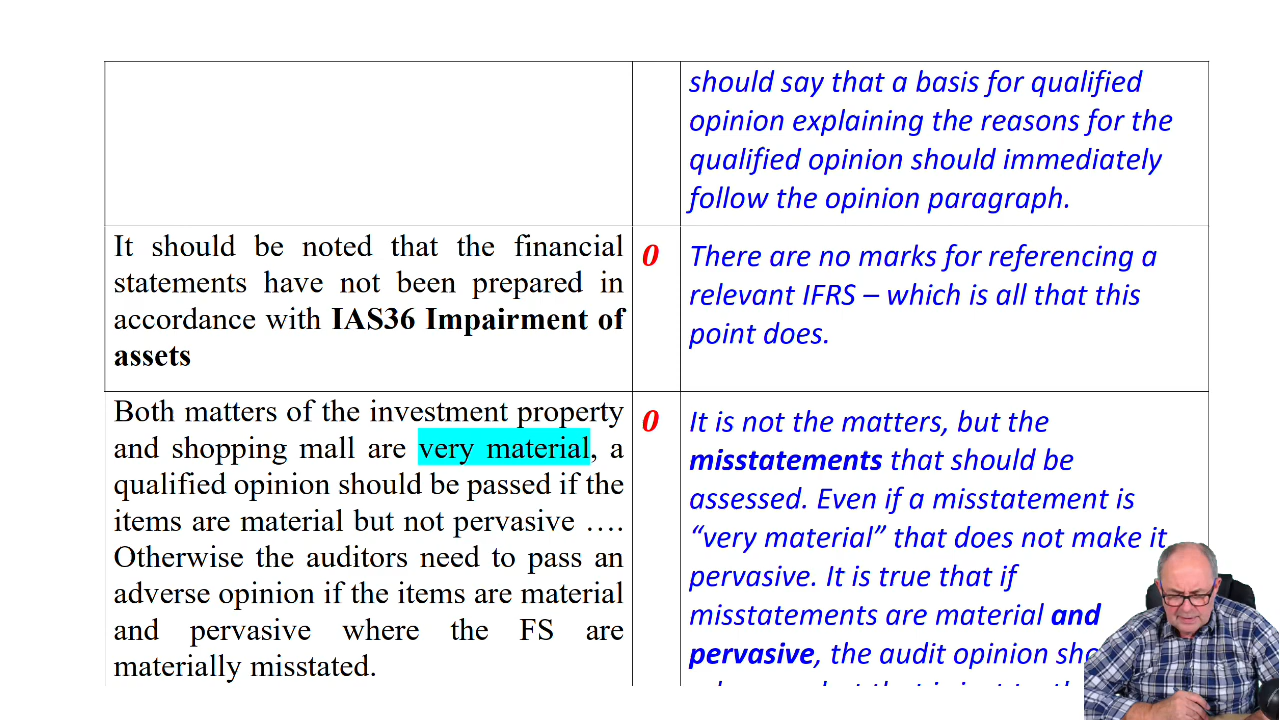 should say that a basis for qualified
opinion explaining the reasons for the
qualified opinion should immediately
follow the opinion paragraph.
It should be noted that the financial
statements have not been prepared in
accordance with IAS36 Impairment of
assets
0
There are no marks for referencing a
relevant IFRS – which is all that this
point does.
Both matters of the investment property
and shopping mall are very material, a
qualified opinion should be passed if the
items are material but not pervasive ….
Otherwise the auditors need to pass an
adverse opinion if the items are material
and pervasive where the FS are
materially misstated.
0
It is not the matters, but the
misstatements that should be
assessed. Even if a misstatement is
“very material” that does not make it
pervasive. It is true that if
misstatements are material and
pervasive, the audit opinion